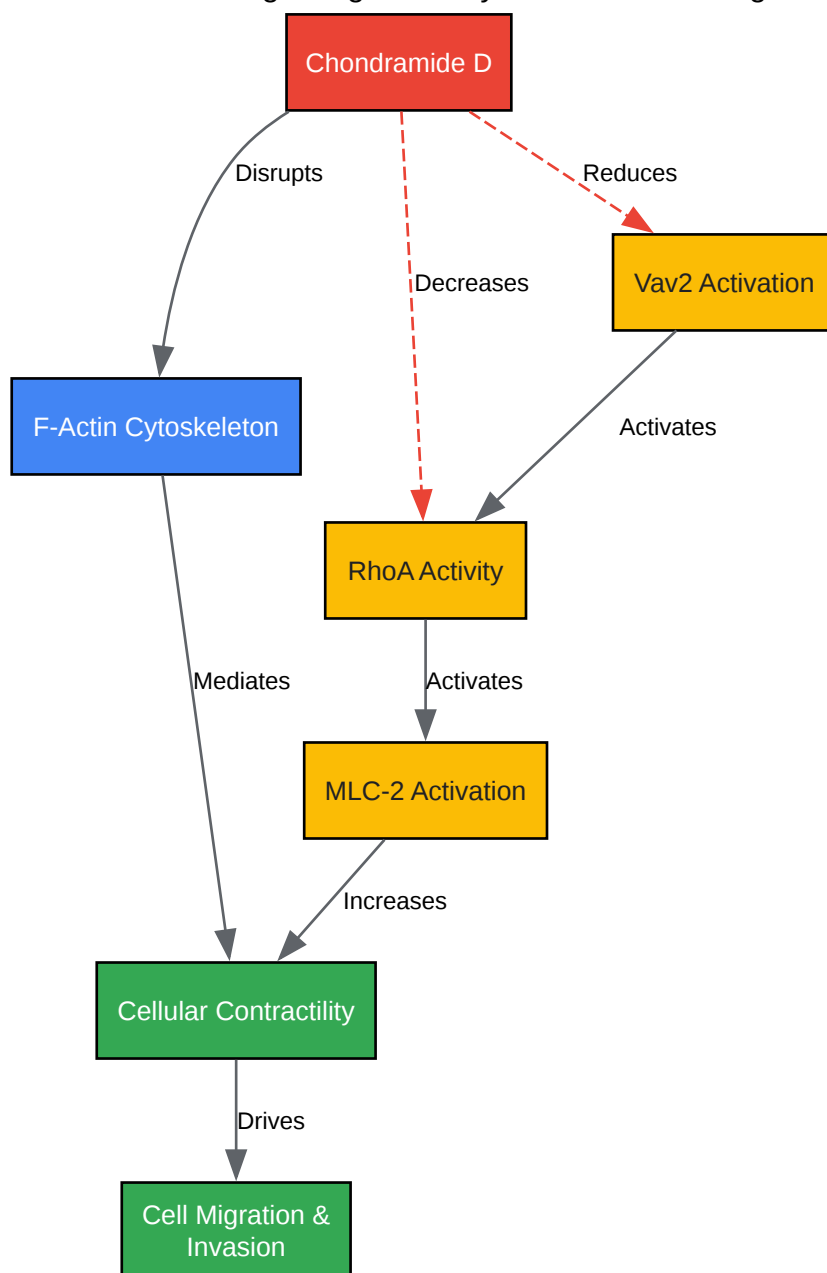 Chondramide D
Disrupts
Reduces
Decreases
Vav2 Activation
F-Actin Cytoskeleton
Activates
RhoA Activity
Mediates
Activates
MLC-2 Activation
Increases
Cellular Contractility
Drives
Cell Migration &
Invasion